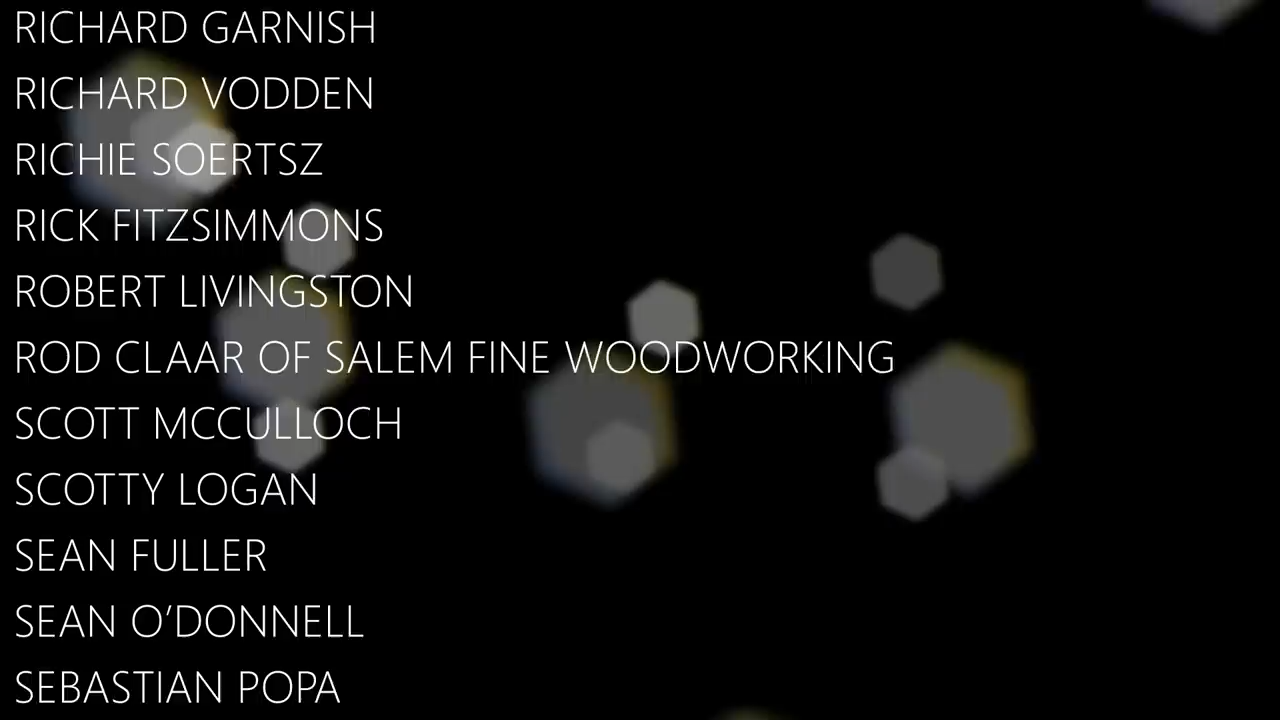 RICHARD GARNISH
RICHARD VODDEN
RICHIE SOERTSZ
RICK FITZSIMMONS
ROBERT LIVINGSTON
ROD CLAAR OF SALEM FINE WOODWORKING
SCOTT MCCULLOCH
SCOTTY LOGAN
SEAN FULLER
SEAN O’DONNELL
SEBASTIAN POPA